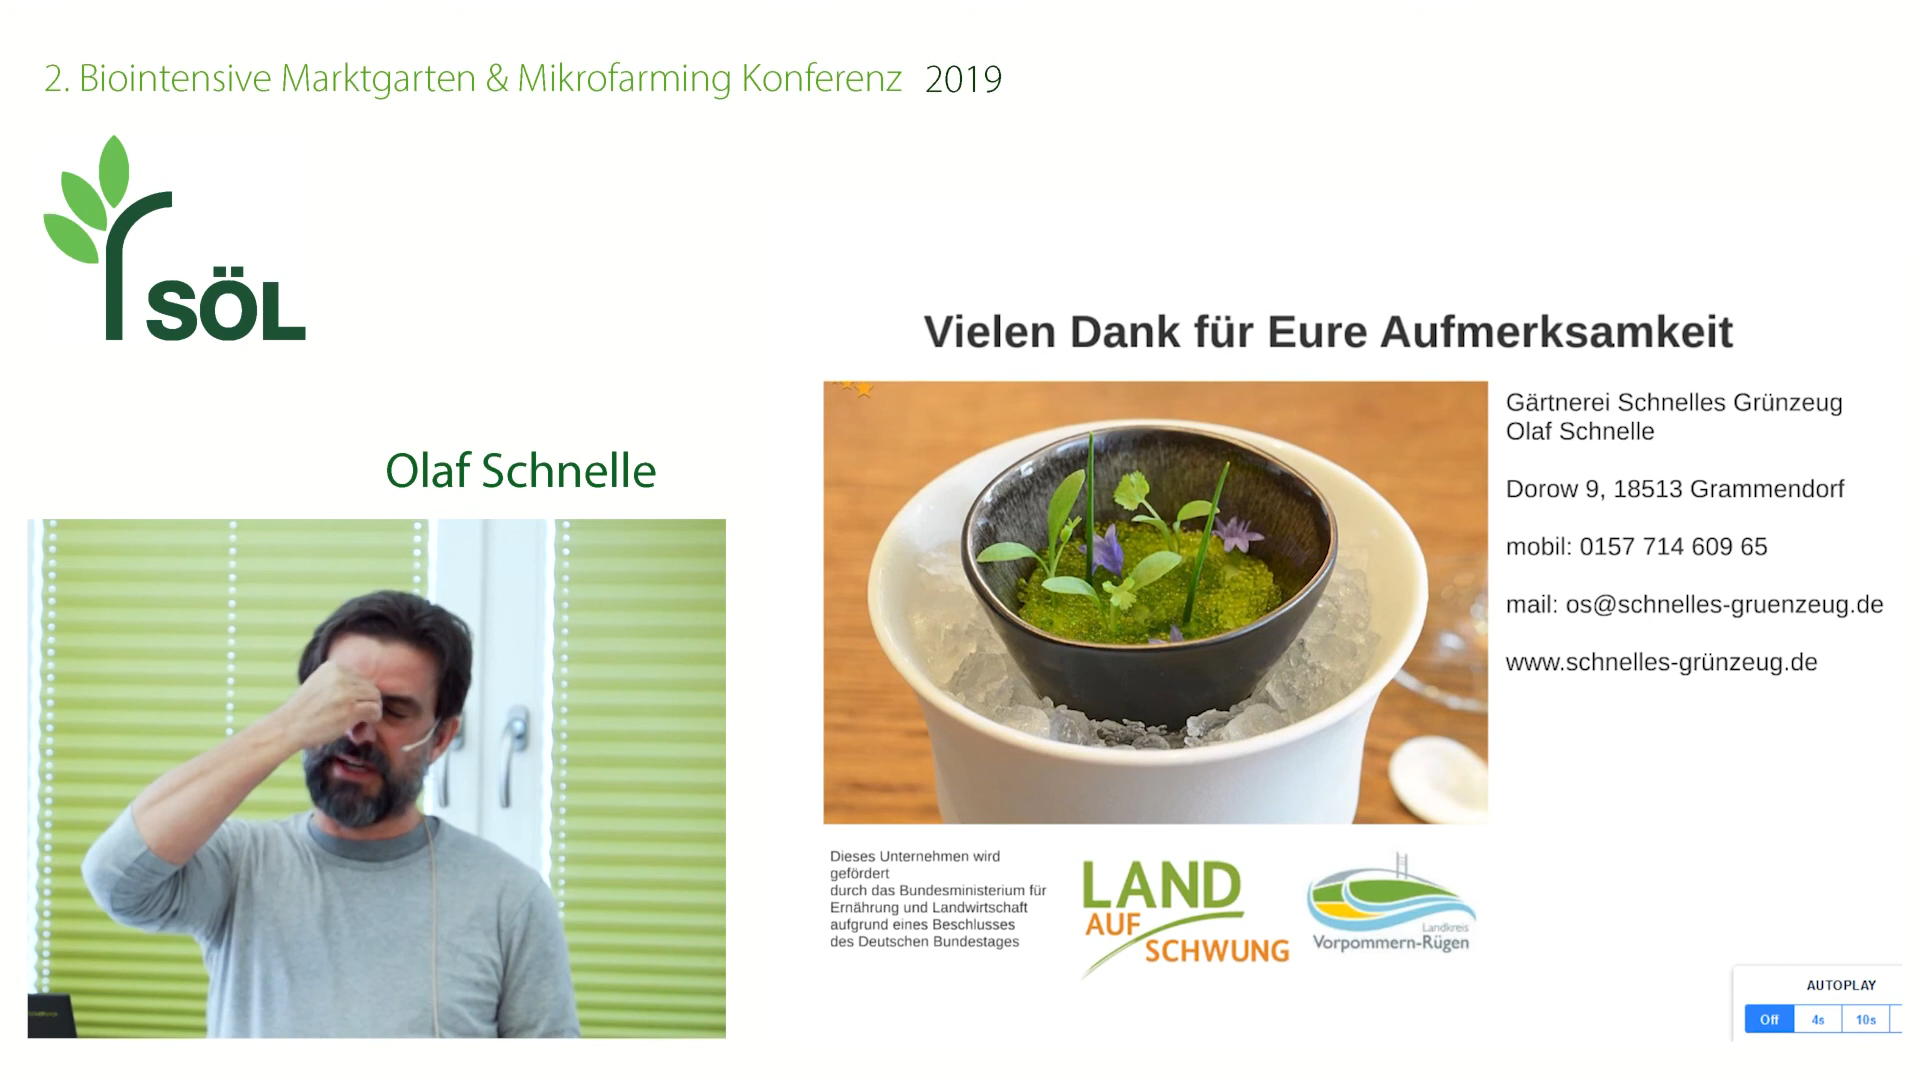 2. Biointensive Marktgarten & Mikrofarming Konferenz 2019
SÖL
Olaf Schnelle
Vielen Dank für Eure Aufmerksamkeit
Gärtnerei Schnelles Grünzeug
Olaf Schnelle
Dorow 9, 18513 Grammendorf
mobil: 0157 714 609 65
mail: os@schnelles-gruenzeug.de
www.schnelles-grünzeug.de
Dieses Unternehmen wird
gefördert
durch das Bundesministerium für
Ernährung und Landwirtschaft
aufgrund eines Beschlusses
des Deutschen Bundestages
LAND
AUF
SCHWUNG
Landkreis
Vorpommern-Rügen
AUTOPLAY
Off 4s 10s